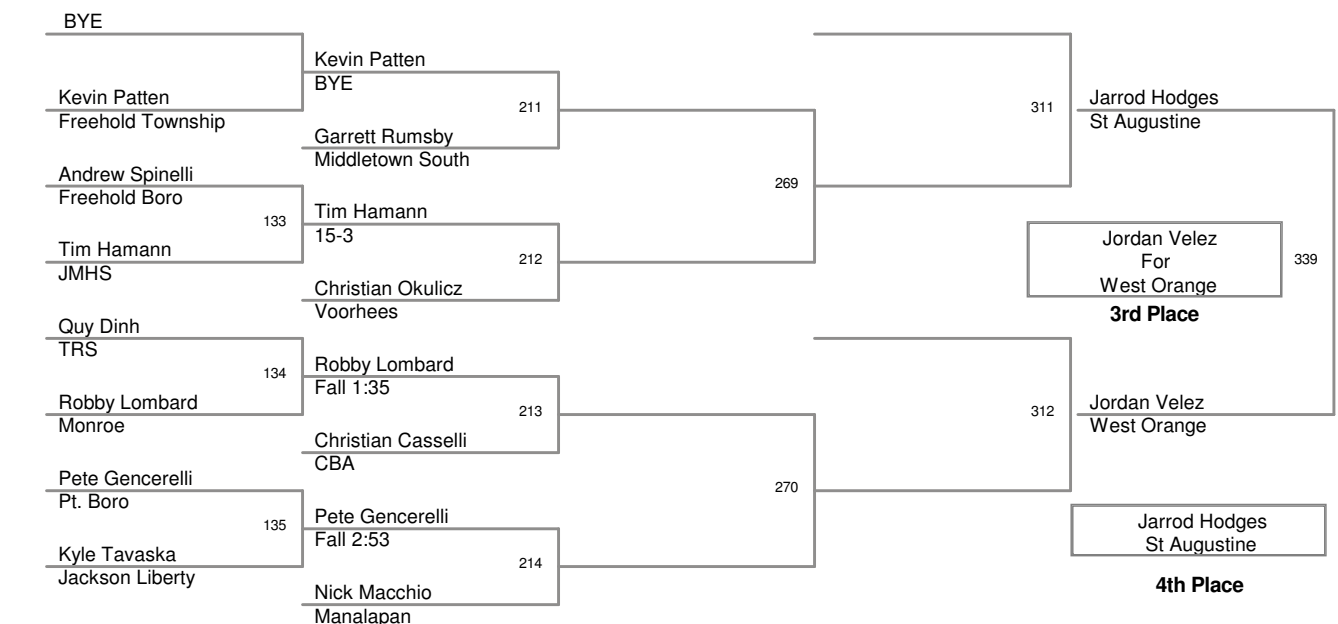 BYE
Kevin Patten
Freehold Township
Andrew Spinelli
Freehold Boro
133
Tim Hamann
JMHS
Quy Dinh
TRS
134
Robby Lombard
Monroe
Pete Gencerelli
Pt. Boro
135
Kyle Tavaska
Jackson Liberty
Kevin Patten
BYE
211
Garrett Rumsby
Middletown South
Tim Hamann
15-3
212
Christian Okulicz
Voorhees
Robby Lombard
Fall 1:35
213
Christian Casselli
CBA
Pete Gencerelli
Fall 2:53
214
Nick Macchio
Manalapan
269
270
311
312
Jarrod Hodges
St Augustine
Jordan Velez
For
West Orange
339
3rd Place
Jordan Velez
West Orange
Jarrod Hodges
St Augustine
4th Place